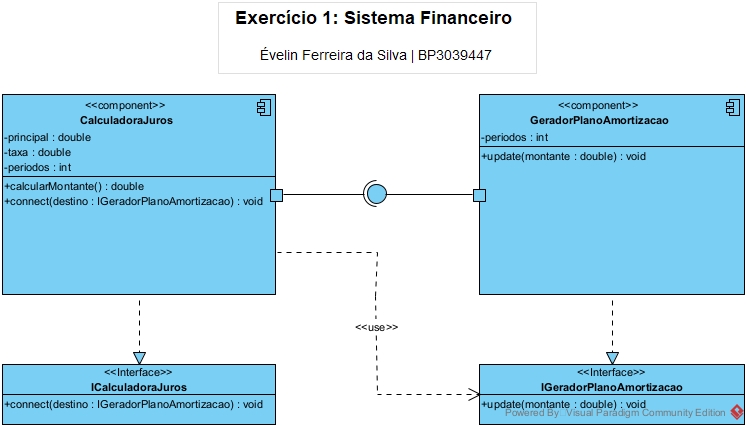 Exercício 1: Sistema Financeiro
Évelin Ferreira da Silva | BP3039447
<<component>>
CalculadoraJuros
-principal : double
-taxa : double
-periodos : int
+calcularMontante() : double
+connect(destino : IGeradorPlanoAmortizacao) : void
<<component>>
GeradorPlanoAmortizacao
-periodos : int
+update(montante : double) : void
<<use>>
<<Interface>>
ICalculadoraJuros
+connect(destino : IGeradorPlanoAmortizacao) : void
<<Interface>>
IGeradorPlanoAmortizacao
+update(montante : double) : void
Powered By: Visual Paradigm Community Edition